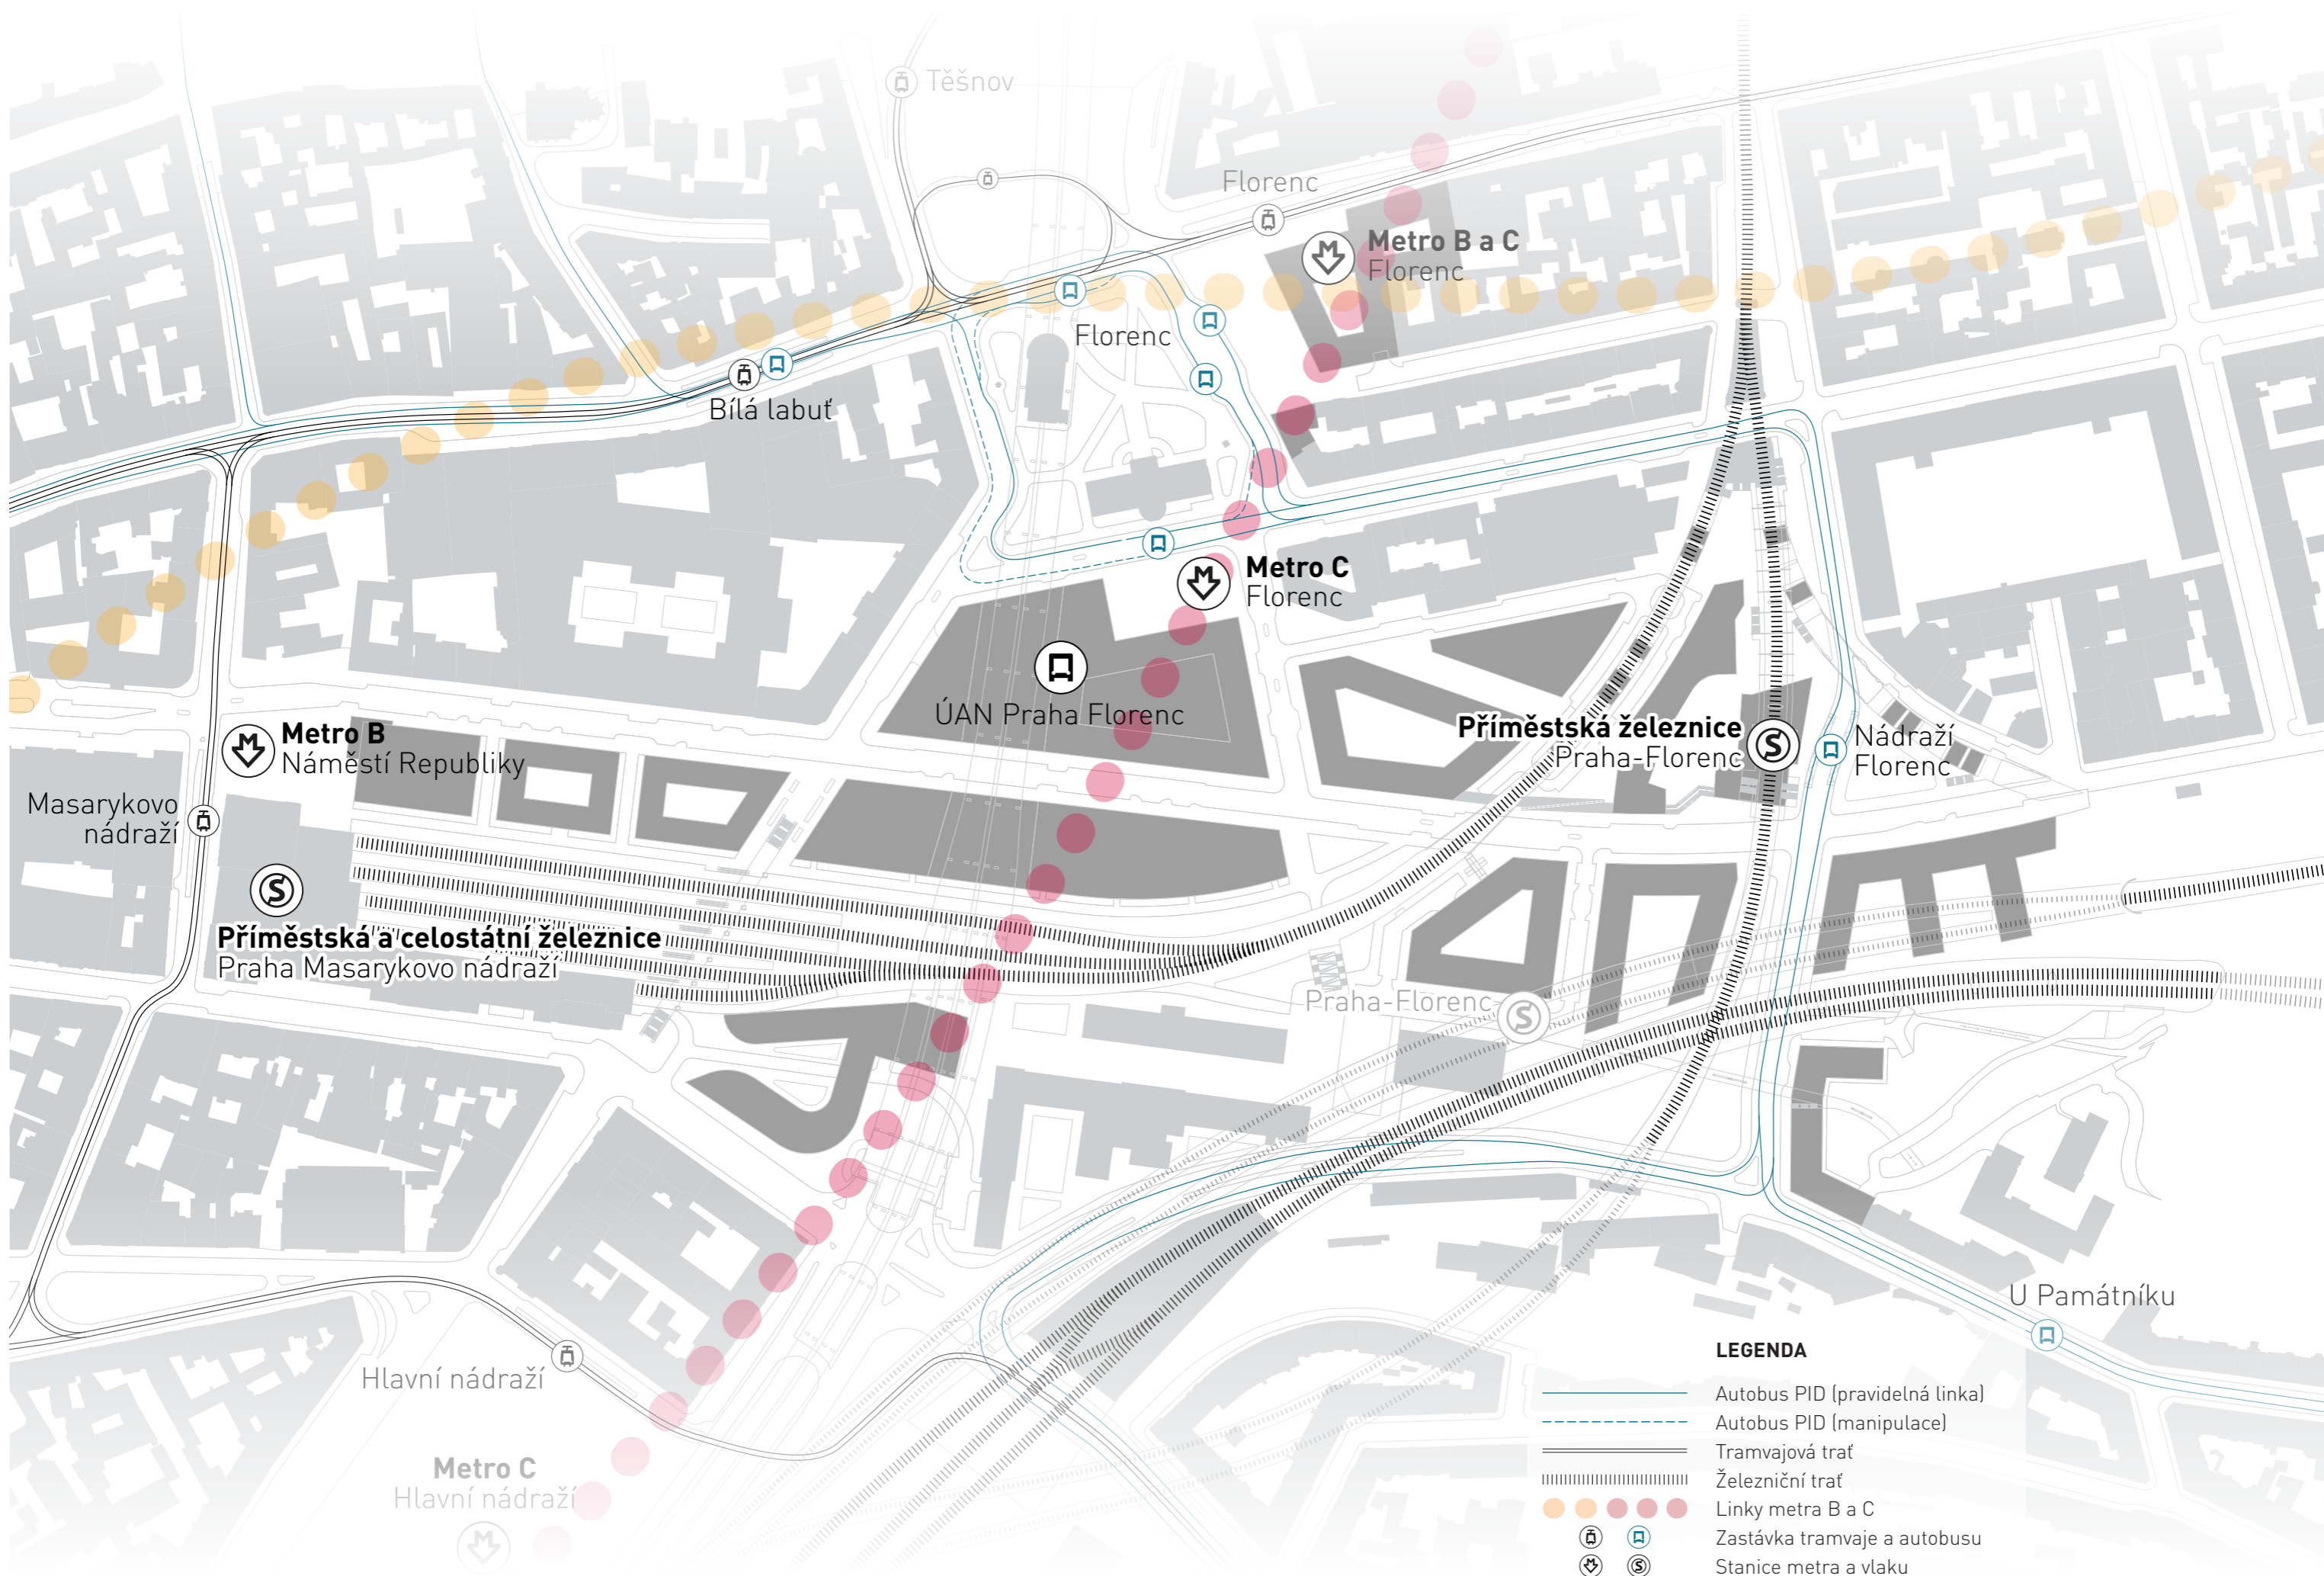 Těšnov
Florenc
Metro B a C
Florenc
Florenc
Bílá labuť
Metro C
Florenc
ÚAN Praha Florenc
Metro B
Náměstí Republiky
Příměstská železnice
Praha-Florenc
Nádraží
Florenc
Masarykovo
nádraží
Příměstská a celostátní železnice
Praha Masarykovo nádraží
Praha-Florenc
U Památníku
Hlavní nádraží
Metro C
Hlavní nádraží
LEGENDA
Autobus PID (pravidelná linka)
Autobus PID (manipulace)
Tramvajová trať
Železniční trať
Linky metra B a C
Zastávka tramvaje a autobusu
Stanice metra a vlaku